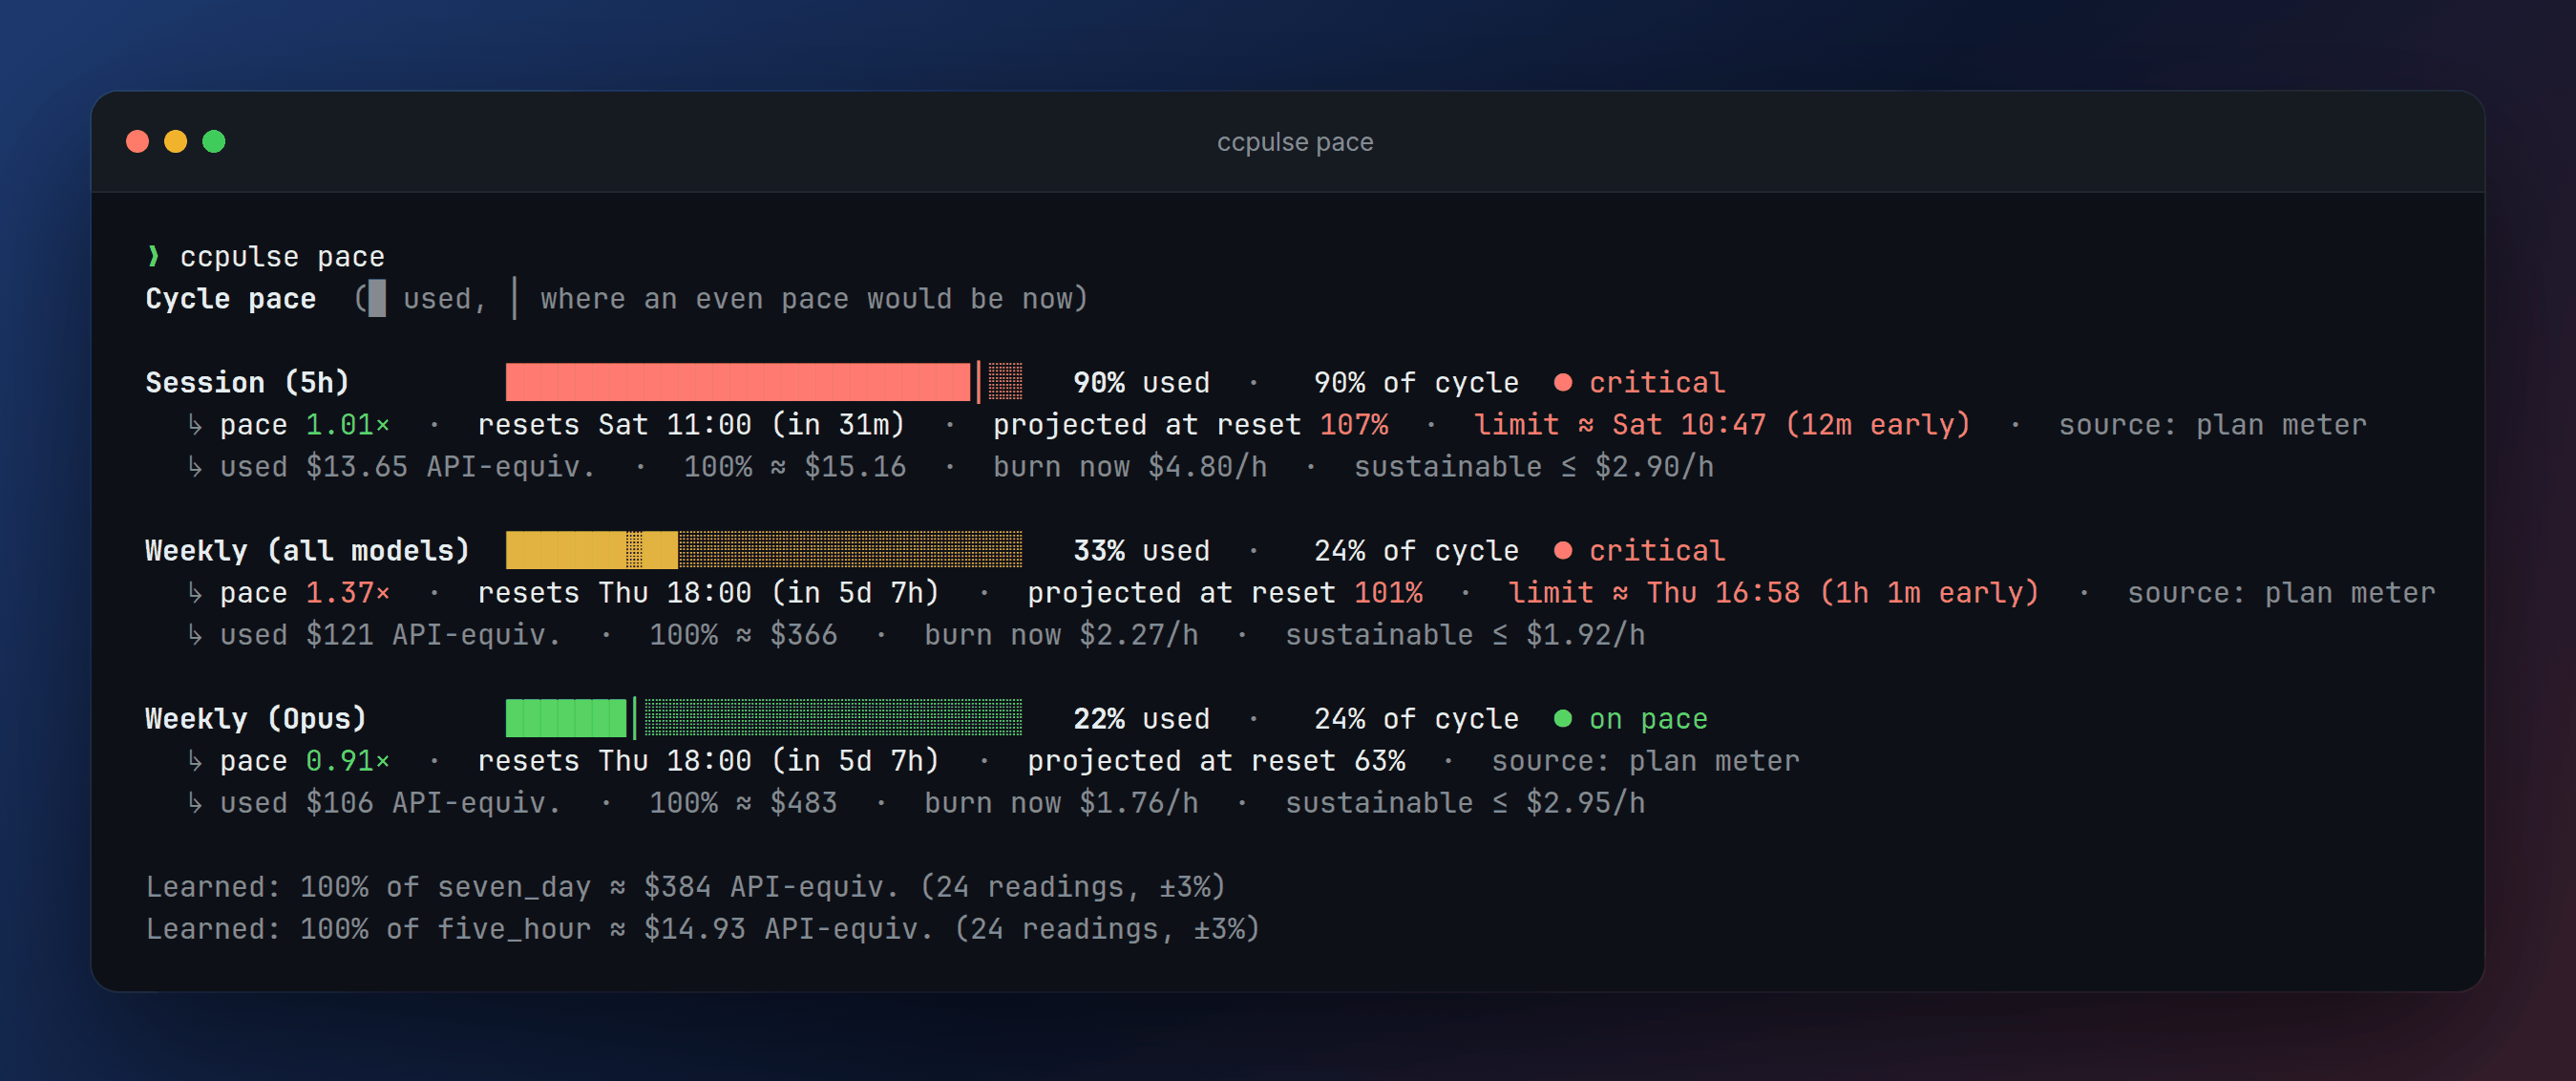 ccpulse pace
❯ ccpulse pace
Cycle pace  (█ used, │ where an even pace would be now)
Session (5h)  90% used  ·  90% of cycle  ● critical
↳ pace 1.01×  ·  resets Sat 11:00 (in 31m)  ·  projected at reset 107%  ·  limit ≈ Sat 10:47 (12m early)  ·  source: plan meter
↳ used $13.65 API-equiv.  ·  100% ≈ $15.16  ·  burn now $4.80/h  ·  sustainable ≤ $2.90/h
Weekly (all models)  33% used  ·  24% of cycle  ● critical
↳ pace 1.37×  ·  resets Thu 18:00 (in 5d 7h)  ·  projected at reset 101%  ·  limit ≈ Thu 16:58 (1h 1m early)  ·  source: plan meter
↳ used $121 API-equiv.  ·  100% ≈ $366  ·  burn now $2.27/h  ·  sustainable ≤ $1.92/h
Weekly (Opus)  22% used  ·  24% of cycle  ● on pace
↳ pace 0.91×  ·  resets Thu 18:00 (in 5d 7h)  ·  projected at reset 63%  ·  source: plan meter
↳ used $106 API-equiv.  ·  100% ≈ $483  ·  burn now $1.76/h  ·  sustainable ≤ $2.95/h
Learned: 100% of seven_day ≈ $384 API-equiv. (24 readings, ±3%)
Learned: 100% of five_hour ≈ $14.93 API-equiv. (24 readings, ±3%)